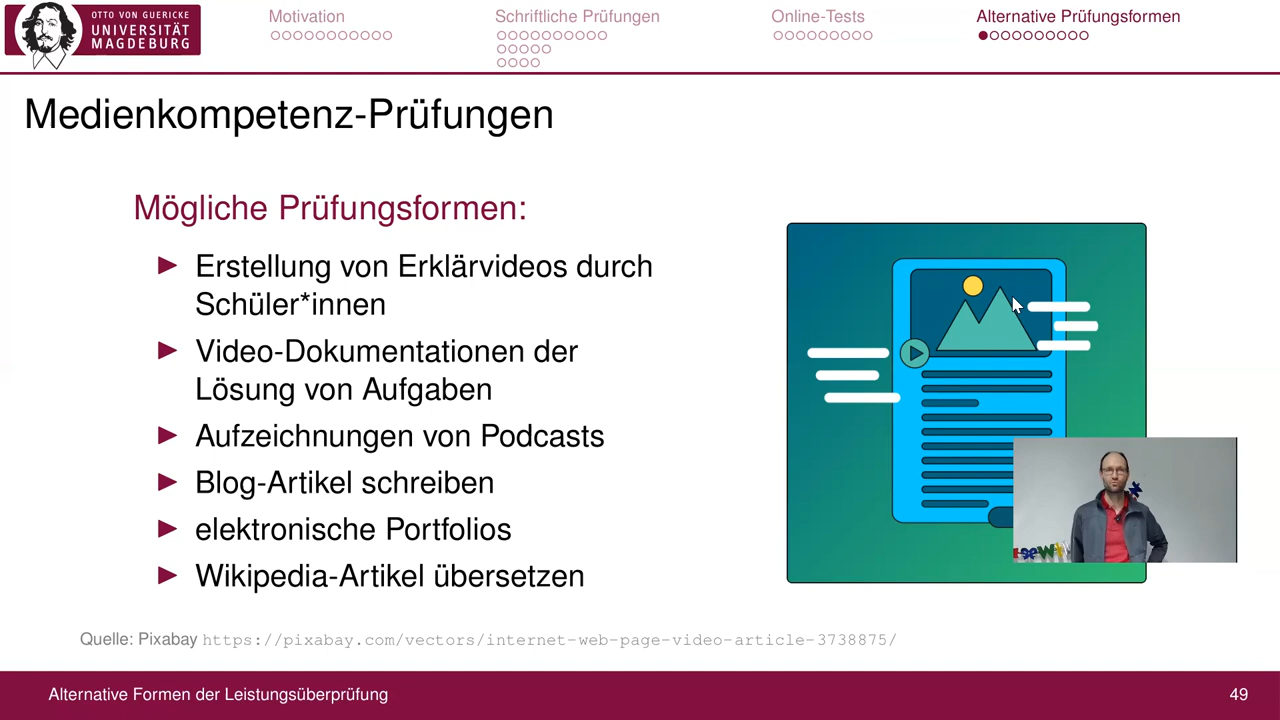 OTTO VON GUERICKE
UNIVERSITÄT
MAGDEBURG
Motivation
Schriftliche Prüfungen
Online-Tests
Alternative Prüfungsformen
Medienkompetenz-Prüfungen
Mögliche Prüfungsformen:
Erstellung von Erklärvideos durch
Schüler*innen
Video-Dokumentationen der
Lösung von Aufgaben
Aufzeichnungen von Podcasts
Blog-Artikel schreiben
elektronische Portfolios
Wikipedia-Artikel übersetzen
Quelle: Pixabay https://pixabay.com/vectors/internet-web-page-video-article-3738875/
Alternative Formen der Leistungsüberprüfung
49